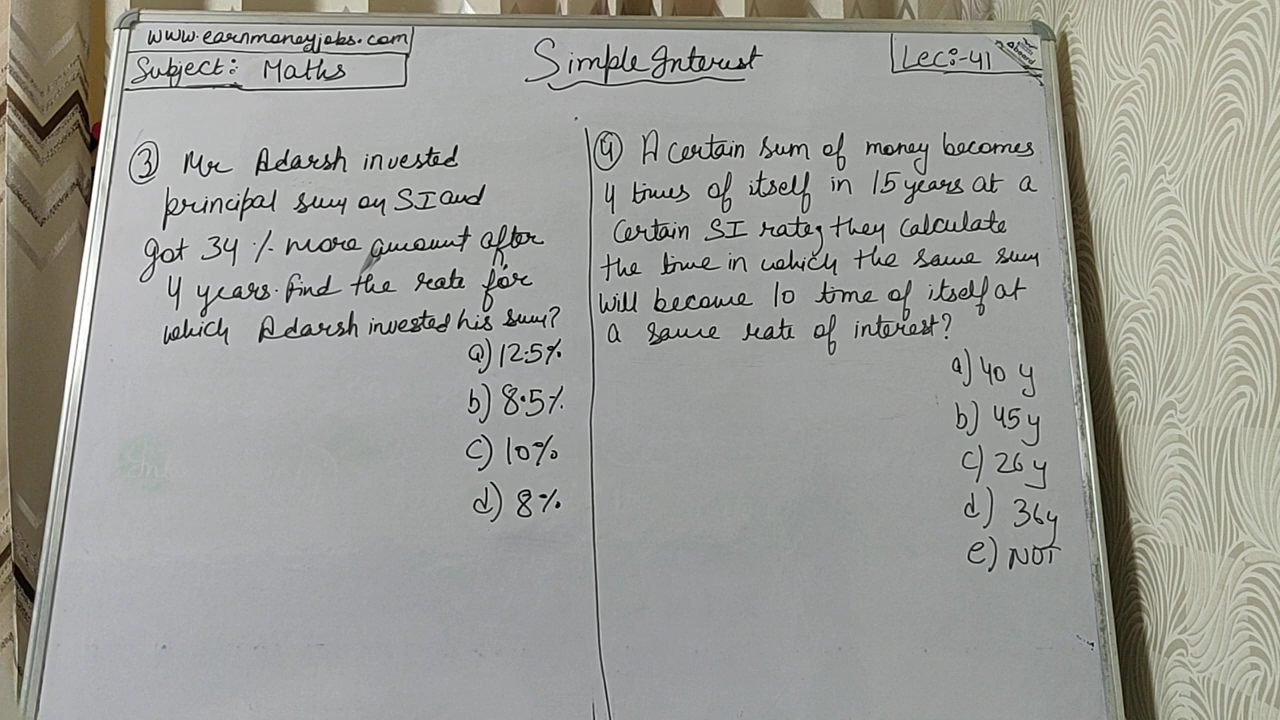 www.earnmoneyjobs.com
Subject: Maths
Simple Interest
Lec:-41
③ Mr Adarsh invested
principal sum on SI and
got 34 % more amount after
4 years. find the rate for
which Adarsh invested his sum?
a) 12.5%
b) 8.5%
c) 10%
d) 8%
④ A certain sum of money becomes
4 times of itself in 15 years at a
certain SI rate, they calculate
the time in which the same sum
will become 10 time of itself at
a same rate of interest?
a) 40 y
b) 45 y
c) 26 y
d) 36 y
e) NOT